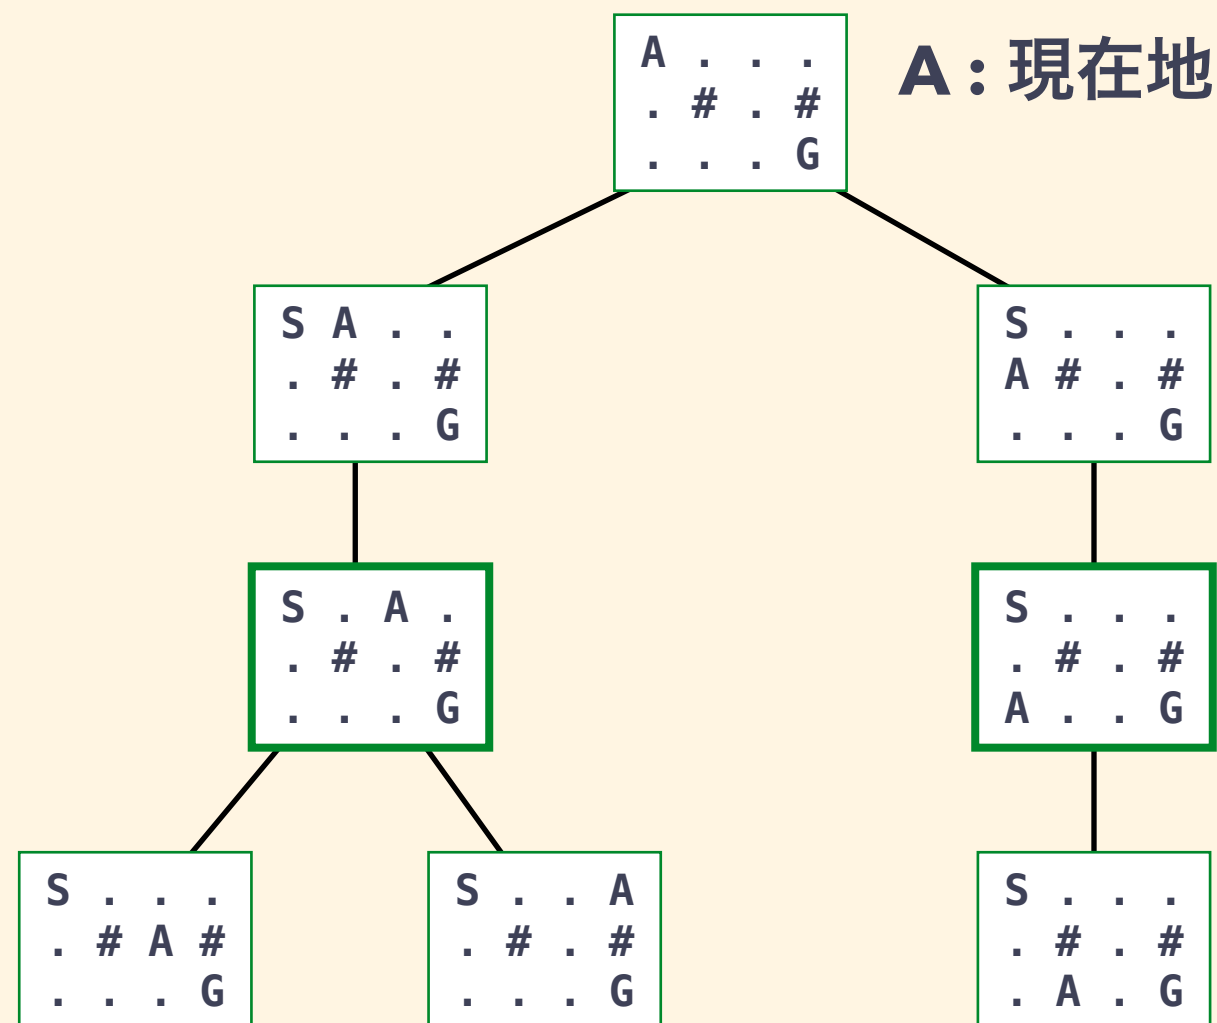 A . . .
. # . #
. . . G
A : 現在地
S A . .
. # . #
. . . G
S . . .
A # . #
. . . G
S . A .
. # . #
. . . G
S . . .
. # . #
A . . G
S . . .
. # A #
. . . G
S . . A
. # . #
. . . G
S . . .
. # . #
. A . G